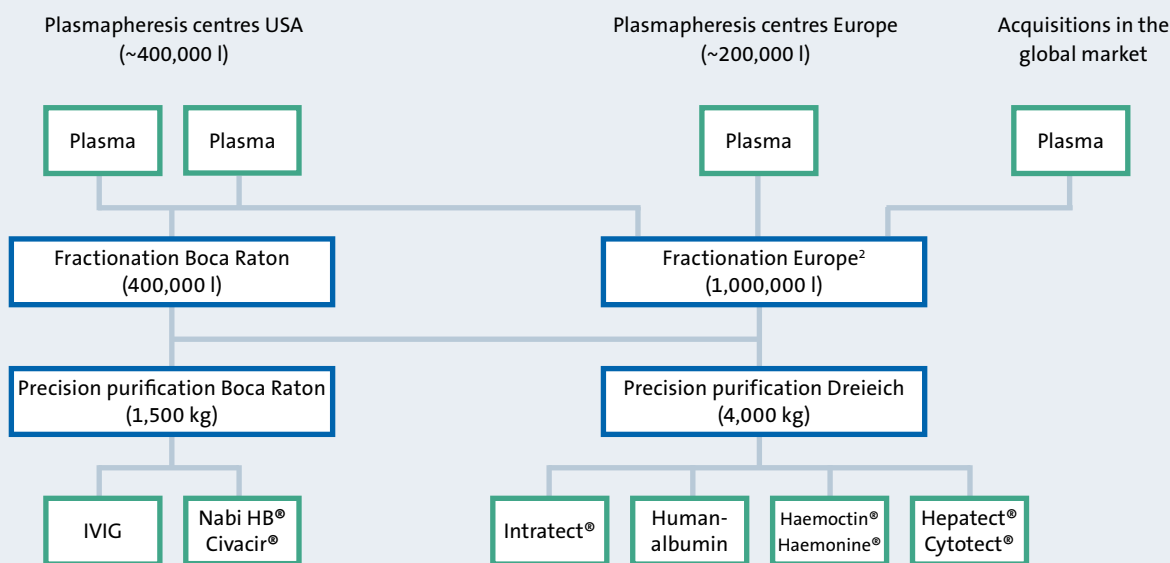 Plasmapheresis centres USA
(~400,000 l)
Plasmapheresis centres Europe
(~200,000 l)
Acquisitions in the
global market
Plasma
Plasma
Plasma
Plasma
Fractionation Boca Raton
(400,000 l)
Fractionation Europe²
(1,000,000 l)
Precision purification Boca Raton
(1,500 kg)
Precision purification Dreieich
(4,000 kg)
IVIG
Nabi HB®
Civacir®
Intratect®
Human-
albumin
Haemoctin®
Haemonine®
Hepatect®
Cytotect®